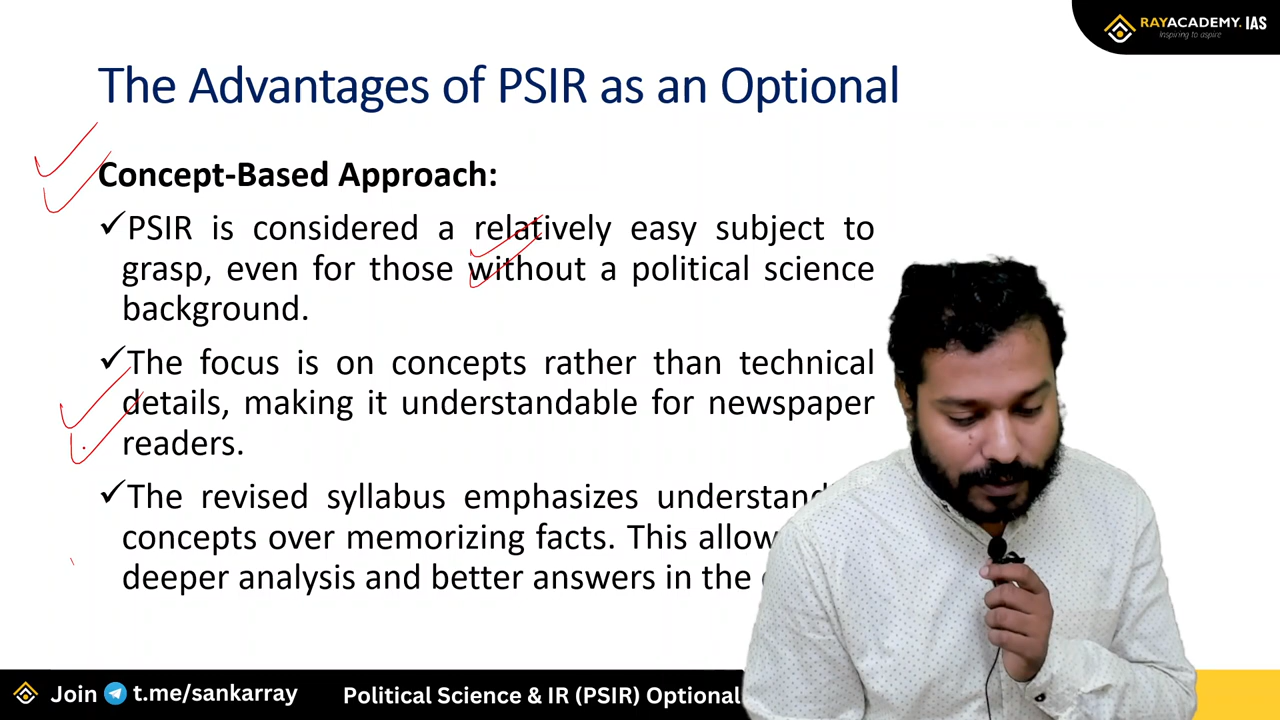 RAYACADEMY.IAS
Inspiring to aspire
The Advantages of PSIR as an Optional
Concept-Based Approach:
✓PSIR is considered a relatively easy subject to
grasp, even for those without a political science
background.
✓The focus is on concepts rather than technical
details, making it understandable for newspaper
readers.
✓The revised syllabus emphasizes
concepts over memorizing facts. This
deeper analysis and better answers in the
Join t.me/sankarray
Political Science & IR (PSIR) Optional